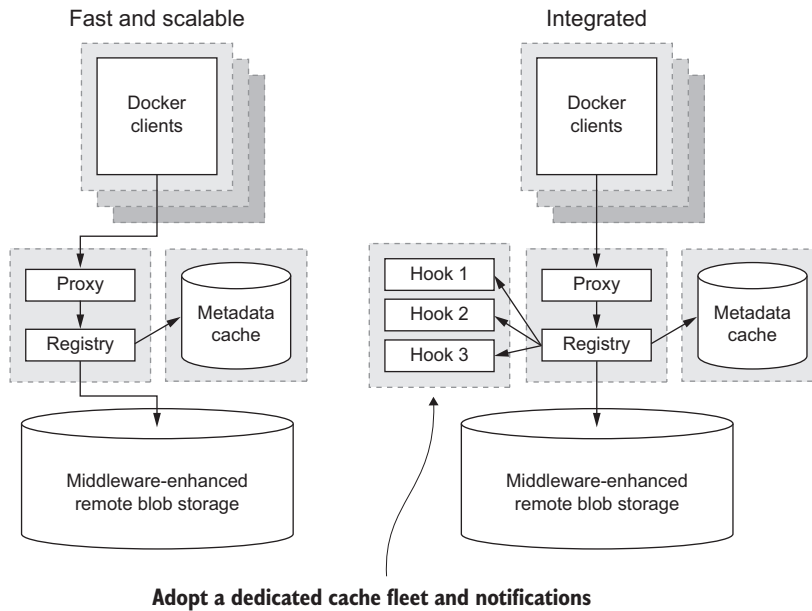 Fast and scalable
Docker
clients
Proxy
Registry
Metadata
cache
Middleware-enhanced
remote blob storage
Integrated
Docker
clients
Hook 1
Hook 2
Hook 3
Proxy
Registry
Metadata
cache
Middleware-enhanced
remote blob storage
Adopt a dedicated cache fleet and notifications